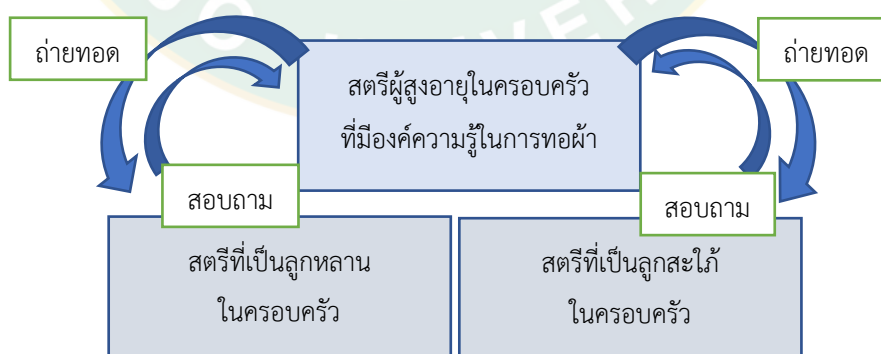 ถ่ายทอด
ถ่ายทอด
สตรีผู้สูงอายุในครอบครัว
ที่มีองค์ความรู้ในการทอผ้า
สอบถาม
สอบถาม
สตรีที่เป็นลูกหลาน
ในครอบครัว
สตรีที่เป็นลูกสะใภ้
ในครอบครัว